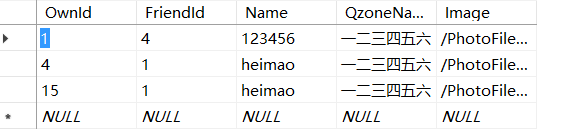 OwnId FriendId Name QzoneNa... Image
1 4 123456 一二三四五六 /PhotoFile...
4 1 heimao 一二三四五六 /PhotoFile...
15 1 heimao 一二三四五六 /PhotoFile...
* NULL NULL NULL NULL NULL